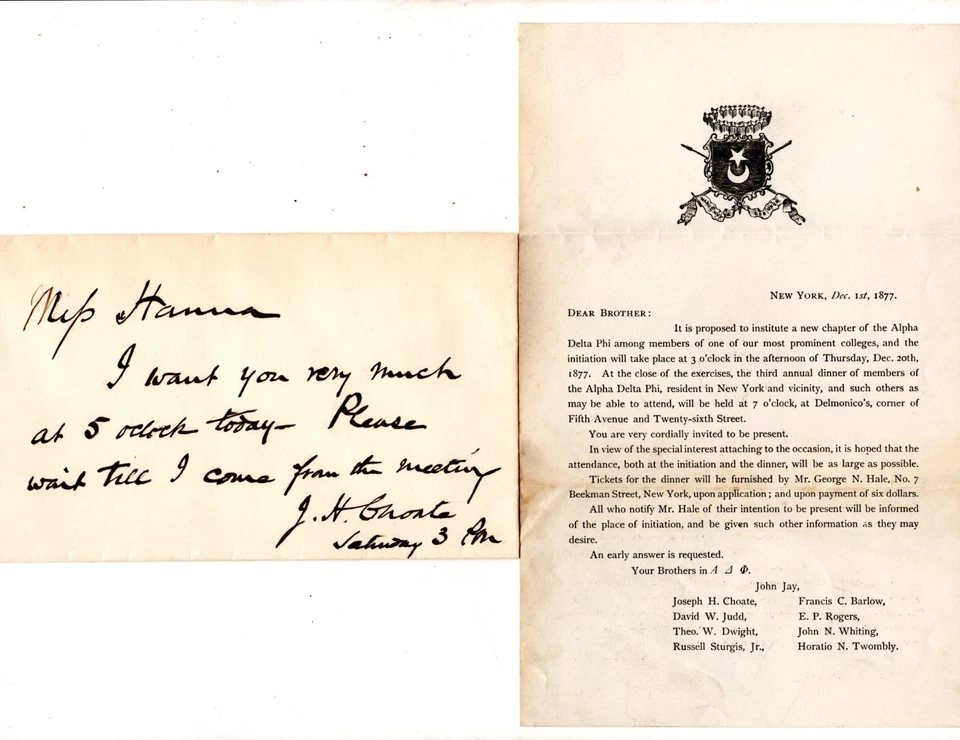 Miss Hanna
I want you very much
at 5 oclock today— Please
wait till I come from the meeting
J. H. Choate
Saturday 3 Pm
NEW YORK, Dec. 1st, 1877.
DEAR BROTHER:
It is proposed to institute a new chapter of the Alpha
Delta Phi among members of one of our most prominent colleges, and the
initiation will take place at 3 o'clock in the afternoon of Thursday, Dec. 20th,
1877. At the close of the exercises, the third annual dinner of members of
the Alpha Delta Phi, resident in New York and vicinity, and such others as
may be able to attend, will be held at 7 o'clock, at Delmonico's, corner of
Fifth Avenue and Twenty-sixth Street.
You are very cordially invited to be present.
In view of the special interest attaching to the occasion, it is hoped that the
attendance, both at the initiation and the dinner, will be as large as possible.
Tickets for the dinner will be furnished by Mr. George N. Hale, No. 7
Beekman Street, New York, upon application; and upon payment of six dollars.
All who notify Mr. Hale of their intention to be present will be informed
of the place of initiation, and be given such other information as they may
desire.
An early answer is requested.
Your Brothers in Α Δ Φ.
John Jay,
Joseph H. Choate, Francis C. Barlow,
David W. Judd, E. P. Rogers,
Theo. W. Dwight, John N. Whiting,
Russell Sturgis, Jr., Horatio N. Twombly.